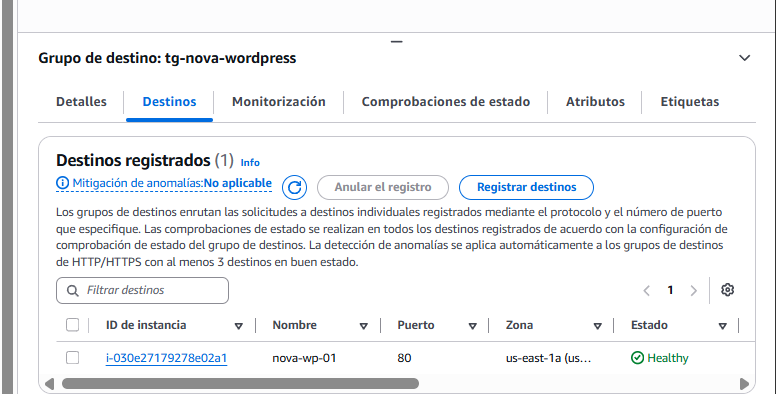 Grupo de destino: tg-nova-wordpress
Detalles Destinos Monitorización Comprobaciones de estado Atributos Etiquetas
Destinos registrados (1) Info
Mitigación de anomalías:No aplicable Anular el registro Registrar destinos
Los grupos de destinos enrutan las solicitudes a destinos individuales registrados mediante el protocolo y el número de puerto
que especifique. Las comprobaciones de estado se realizan en todos los destinos registrados de acuerdo con la configuración de
comprobación de estado del grupo de destinos. La detección de anomalías se aplica automáticamente a los grupos de destinos
de HTTP/HTTPS con al menos 3 destinos en buen estado.
Filtrar destinos 1
ID de instancia Nombre Puerto Zona Estado
i-030e27179278e02a1 nova-wp-01 80 us-east-1a (us... Healthy